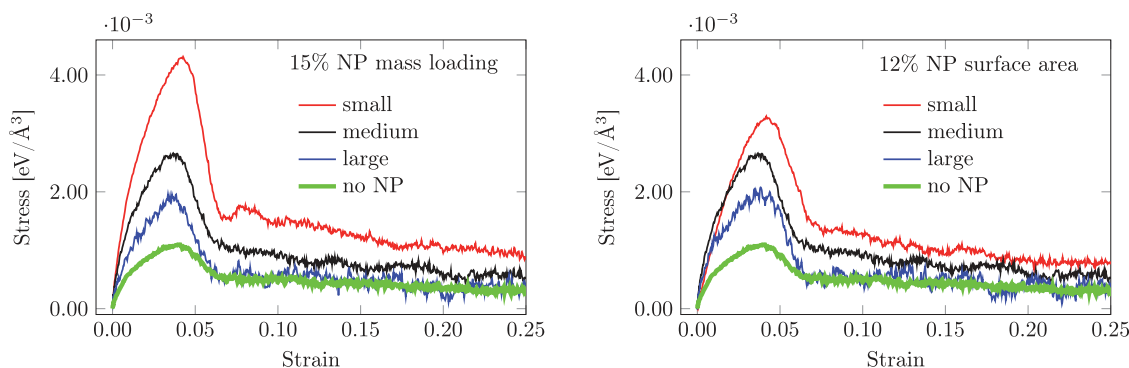 ·10⁻³
15% NP mass loading
small
medium
large
no NP
4.00
2.00
0.00
Stress [eV/Å³]
0.00 0.05 0.10 0.15 0.20 0.25
Strain
·10⁻³
12% NP surface area
small
medium
large
no NP
4.00
2.00
0.00
Stress [eV/Å³]
0.00 0.05 0.10 0.15 0.20 0.25
Strain